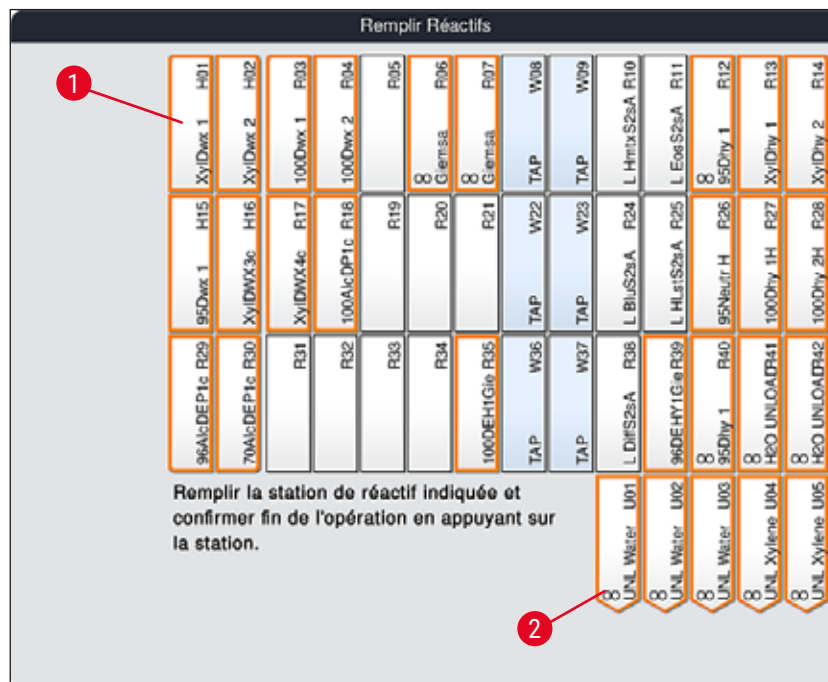 Remplir Réactifs
1
XylDwx 1 H01
XylDwx 2 H02
100Dwx 1 R03
100Dwx 2 R04
R05
∞ Giemsa R06
∞ Giemsa R07
TAP W08
TAP W09
L HmtxS2sA R10
L EosS2sA R11
∞ 95Dhy 1 R12
XylDhy 1 R13
XylDhy 2 R14
95Dwx 1 H15
XylDWX3c H16
XylDWX4c R17
100AlcDP1c R18
R19
R20
R21
TAP W22
TAP W23
L BluS2sA R24
L HLstS2sA R25
95Neutr H R26
100Dhy 1H R27
100Dhy 2H R28
96AlcDEP1c R29
70AlcDEP1c R30
R31
R32
R33
R34
100DEH1Gie R35
TAP W36
TAP W37
L DiffS2sA R38
96DEHY1Gie R39
∞ 95Dhy 1 R40
∞ H2O UNLOAD R41
∞ H2O UNLOAD R42
Remplir la station de réactif indiquée et
confirmer fin de l'opération en appuyant sur
la station.
∞ UNL Water U01
∞ UNL Water U02
∞ UNL Water U03
∞ UNL Xylene U04
∞ UNL Xylene U05
2